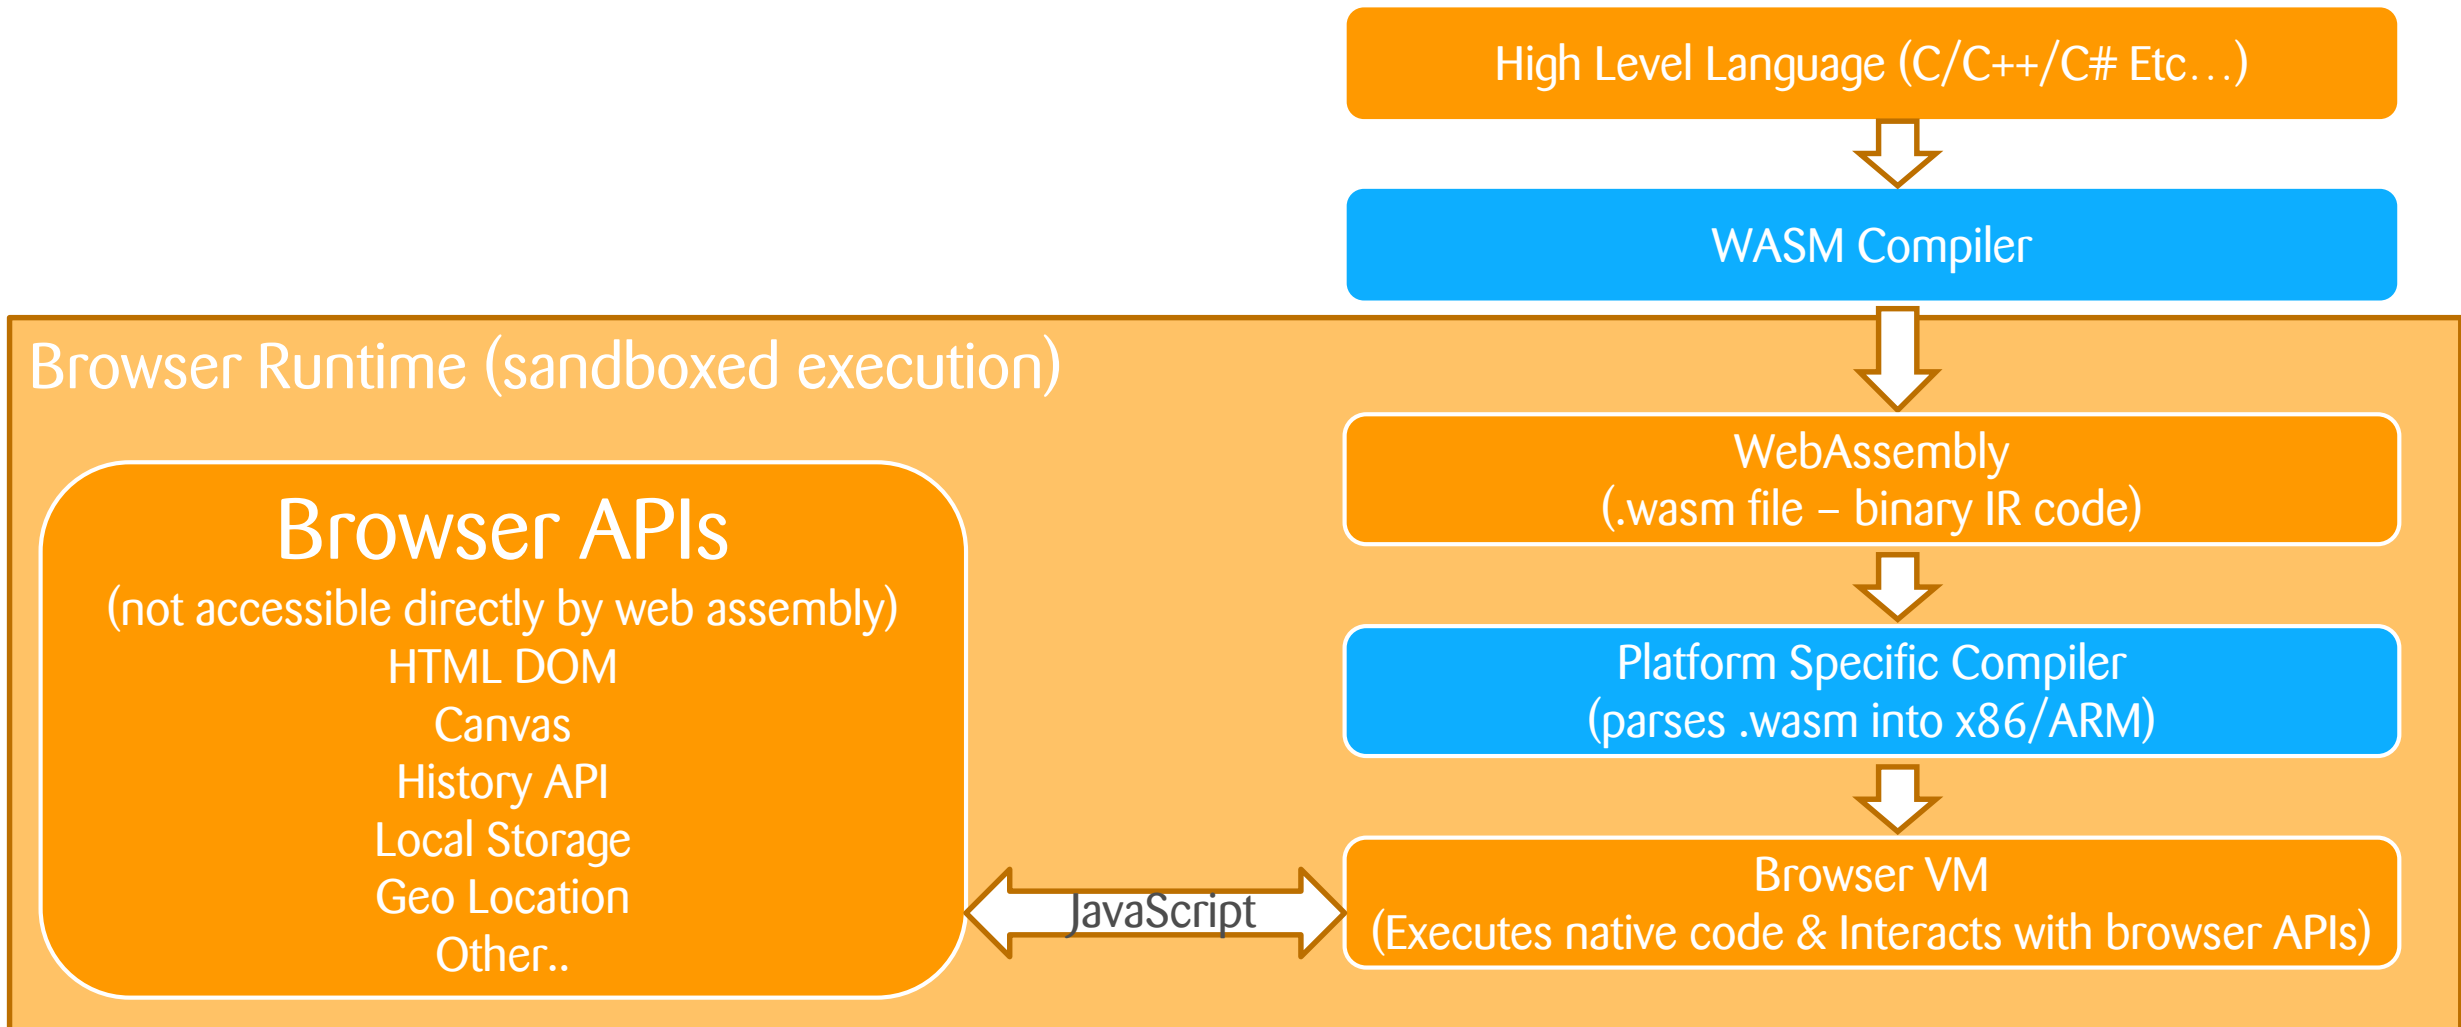 High Level Language (C/C++/C# Etc…)
WASM Compiler
Browser Runtime (sandboxed execution)
WebAssembly
(.wasm file – binary IR code)
Browser APIs
(not accessible directly by web assembly)
HTML DOM
Canvas
History API
Local Storage
Geo Location
Other..
Platform Specific Compiler
(parses .wasm into x86/ARM)
JavaScript
Browser VM
(Executes native code & Interacts with browser APIs)